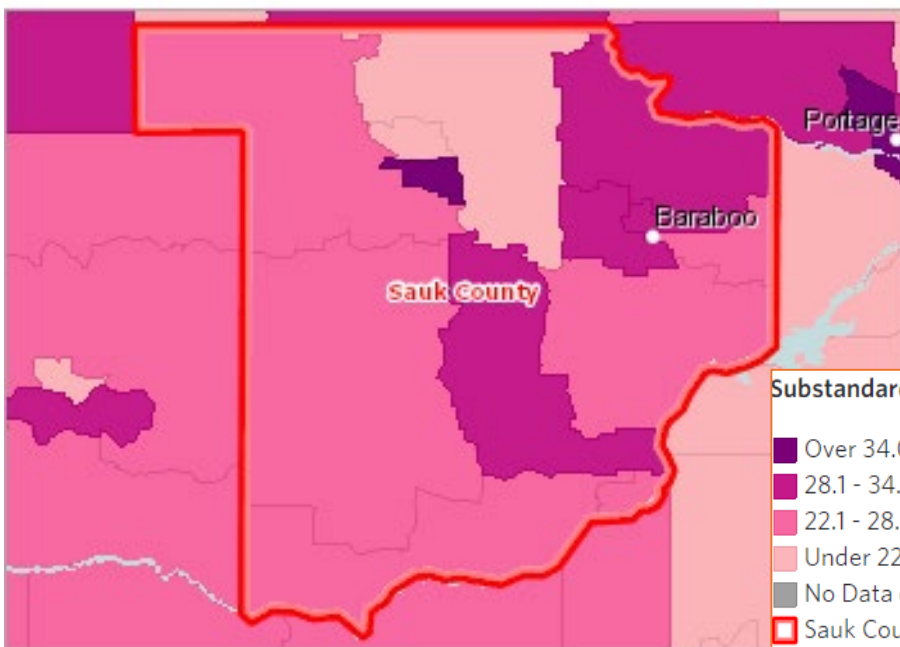 Portage
Baraboo
Sauk County
Substandard
Over 34.0
28.1 - 34.
22.1 - 28.
Under 22
No Data
Sauk Cou